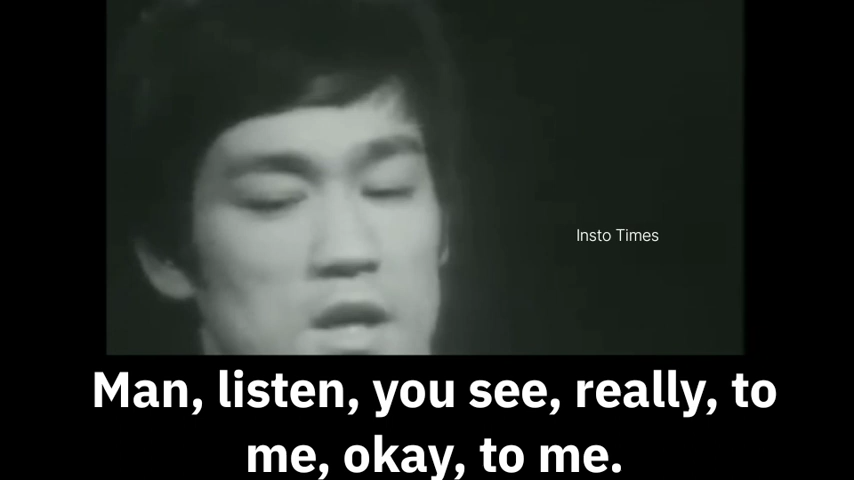 Insto Times
Man, listen, you see, really, to
me, okay, to me.